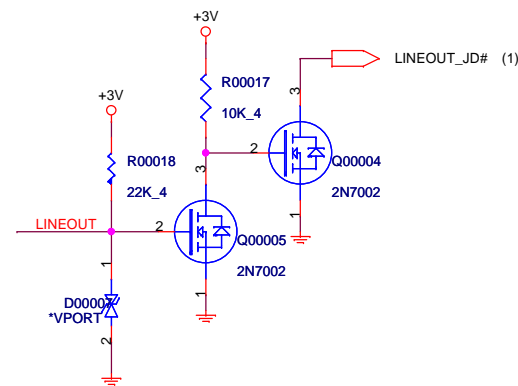 +3V
LINEOUT_JD# (1)
R00017
3
+3V
10K_4
R00018
2
Q00004
3
22K_4
2N7002
LINEOUT
2
1
Q00005
1
2N7002
D00007
*VPORT
1
2